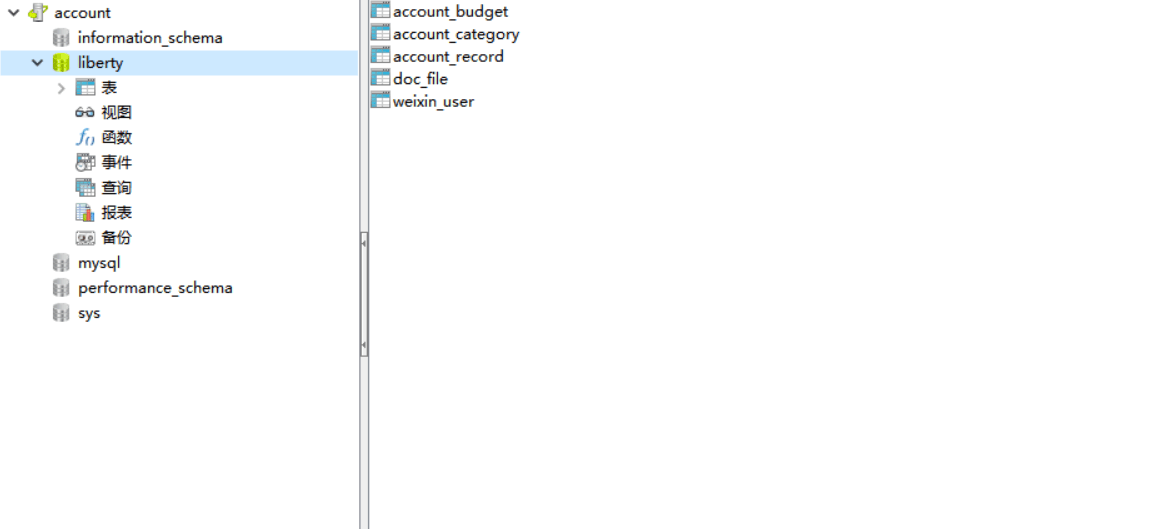 account
information_schema
liberty
表
视图
函数
事件
查询
报表
备份
mysql
performance_schema
sys
account_budget
account_category
account_record
doc_file
weixin_user